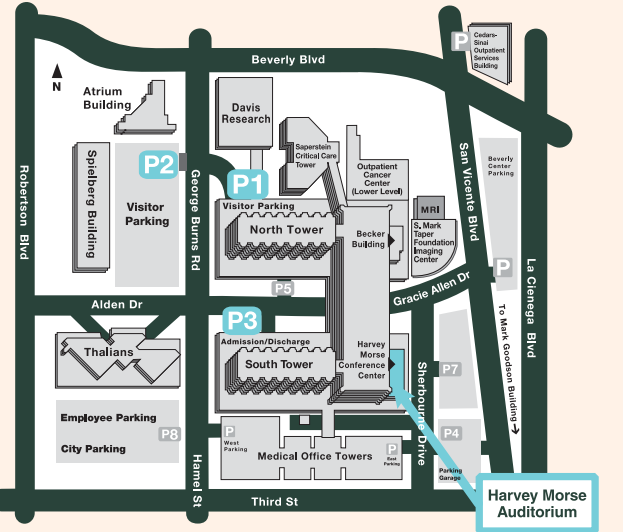 P
Cedars-
Sinai
Outpatient
Services
Building
Beverly Blvd
N
Atrium
Building
Davis
Research
Saperstein
Critical Care
Tower
Outpatient
Cancer
Center
(Lower Level)
Beverly
Center
Parking
San Vicente Blvd
Robertson Blvd
Spielberg Building
P2
Visitor
Parking
George Burns Rd
P1
Visitor Parking
North Tower
Becker
Building
MRI
S. Mark
Taper
Foundation
Imaging
Center
La Cienega Blvd
P
P5
Gracie Allen Dr
Alden Dr
To Mark Goodson Building
P3
Admission/Discharge
South Tower
Thalians
Harvey
Morse
Conference
Center
Sherbourne Drive
P7
Employee Parking
City Parking
P8
P
West
Parking
Medical Office Towers
P
East
Parking
P4
Parking
Garage
Hamel St
Third St
Harvey Morse
Auditorium